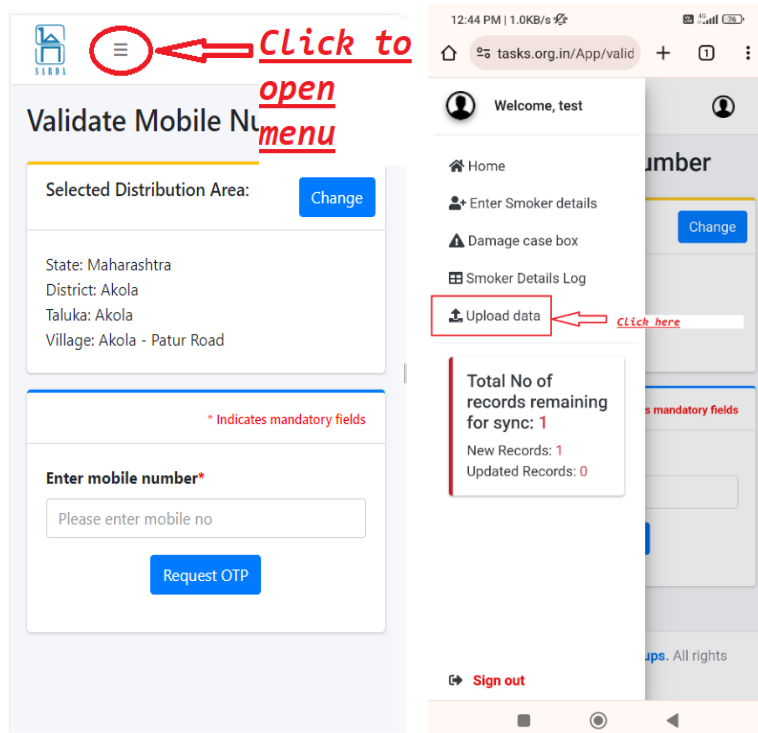 SARDA
☰
Click to
open
menu
Validate Mobile Nu
Selected Distribution Area:
Change
State: Maharashtra
District: Akola
Taluka: Akola
Village: Akola - Patur Road
* Indicates mandatory fields
Enter mobile number*
Please enter mobile no
Request OTP
12:44 PM | 1.0KB/s
4G
76
tasks.org.in/App/valid
1
Welcome, test
umber
Home
Enter Smoker details
Change
Damage case box
Smoker Details Log
Upload data
Click here
Total No of
records remaining
for sync: 1
New Records: 1
Updated Records: 0
s mandatory fields
ups. All rights
Sign out